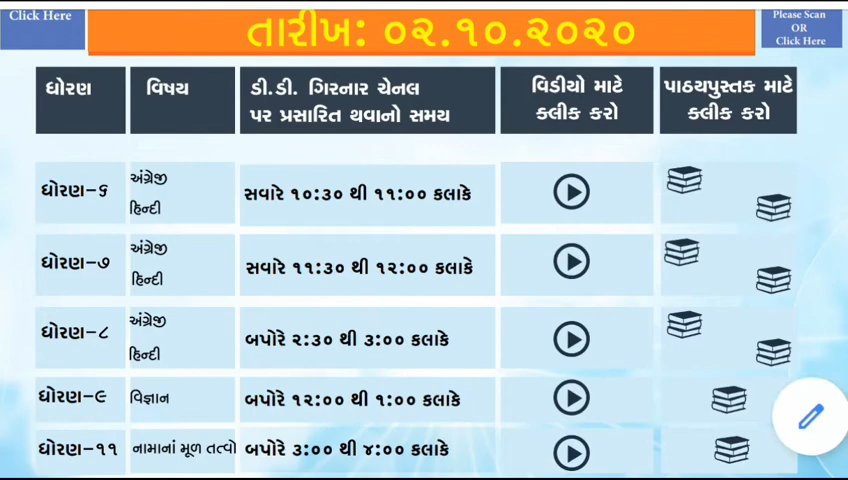 Click Here
તારીખ: ૦૨.૧૦.૨૦૨૦
Please Scan
OR
Click Here
ધોરણ
વિષય
ડી.ડી. ગિરનાર ચેનલ
પર પ્રસારિત થવાનો સમય
વિડીયો માટે
ક્લીક કરો
પાઠયપુસ્તક માટે
ક્લીક કરો
ધોરણ-૬
અંગ્રેજી
હિન્દી
સવારે ૧૦:૩૦ થી ૧૧:૦૦ કલાકે
ધોરણ-૭
અંગ્રેજી
હિન્દી
સવારે ૧૧:૩૦ થી ૧૨:૦૦ કલાકે
ધોરણ-૮
અંગ્રેજી
હિન્દી
બપોરે ૨:૩૦ થી ૩:૦૦ કલાકે
ધોરણ-૯
વિજ્ઞાન
બપોરે ૧૨:૦૦ થી ૧:૦૦ કલાકે
ધોરણ-૧૧
નામાનાં મૂળ તત્વો
બપોરે ૩:૦૦ થી ૪:૦૦ કલાકે